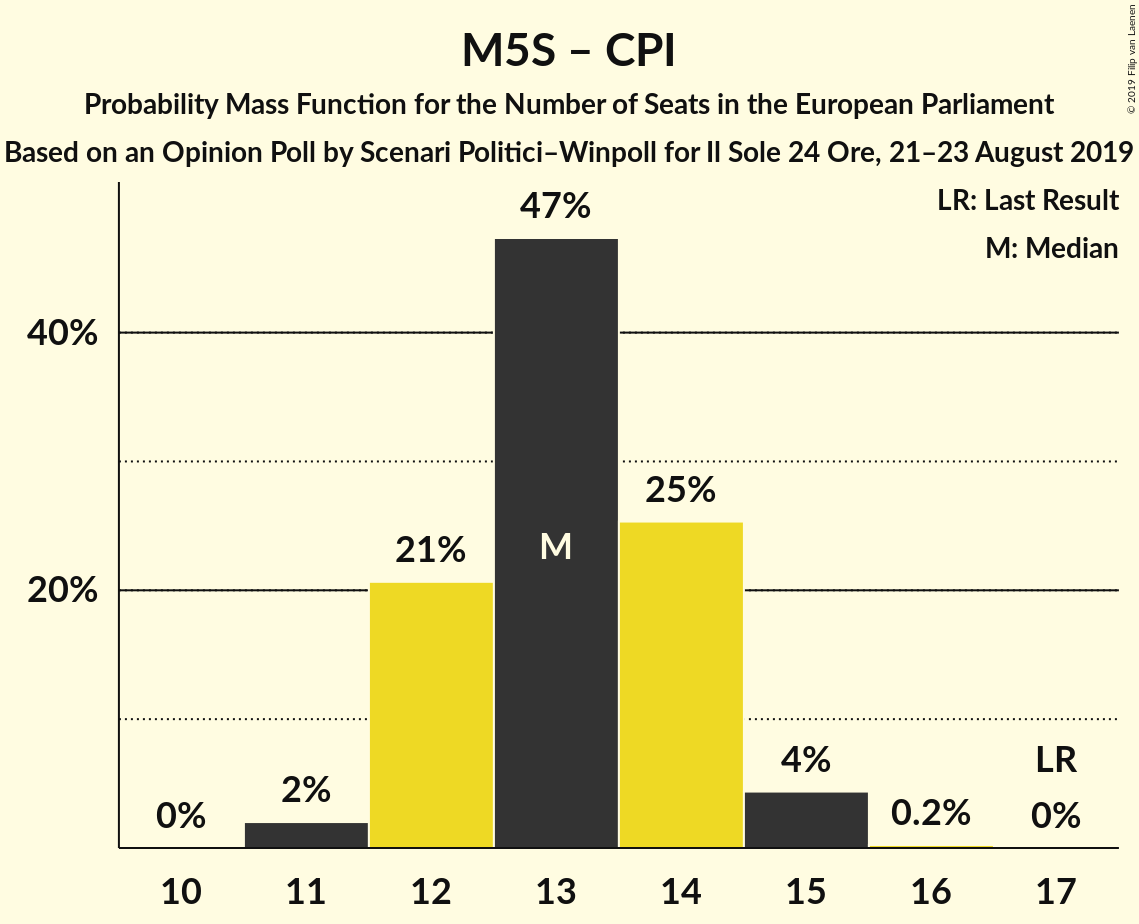 M5S – CPI
Probability Mass Function for the Number of Seats in the European Parliament
Based on an Opinion Poll by Scenari Politici–Winpoll for Il Sole 24 Ore, 21–23 August 2019
© 2019 Filip van Laenen
LR: Last Result
M: Median
47%
40%
25%
21%
M
20%
4%
LR
2%
0%
0.2%
0%
10 11 12 13 14 15 16 17